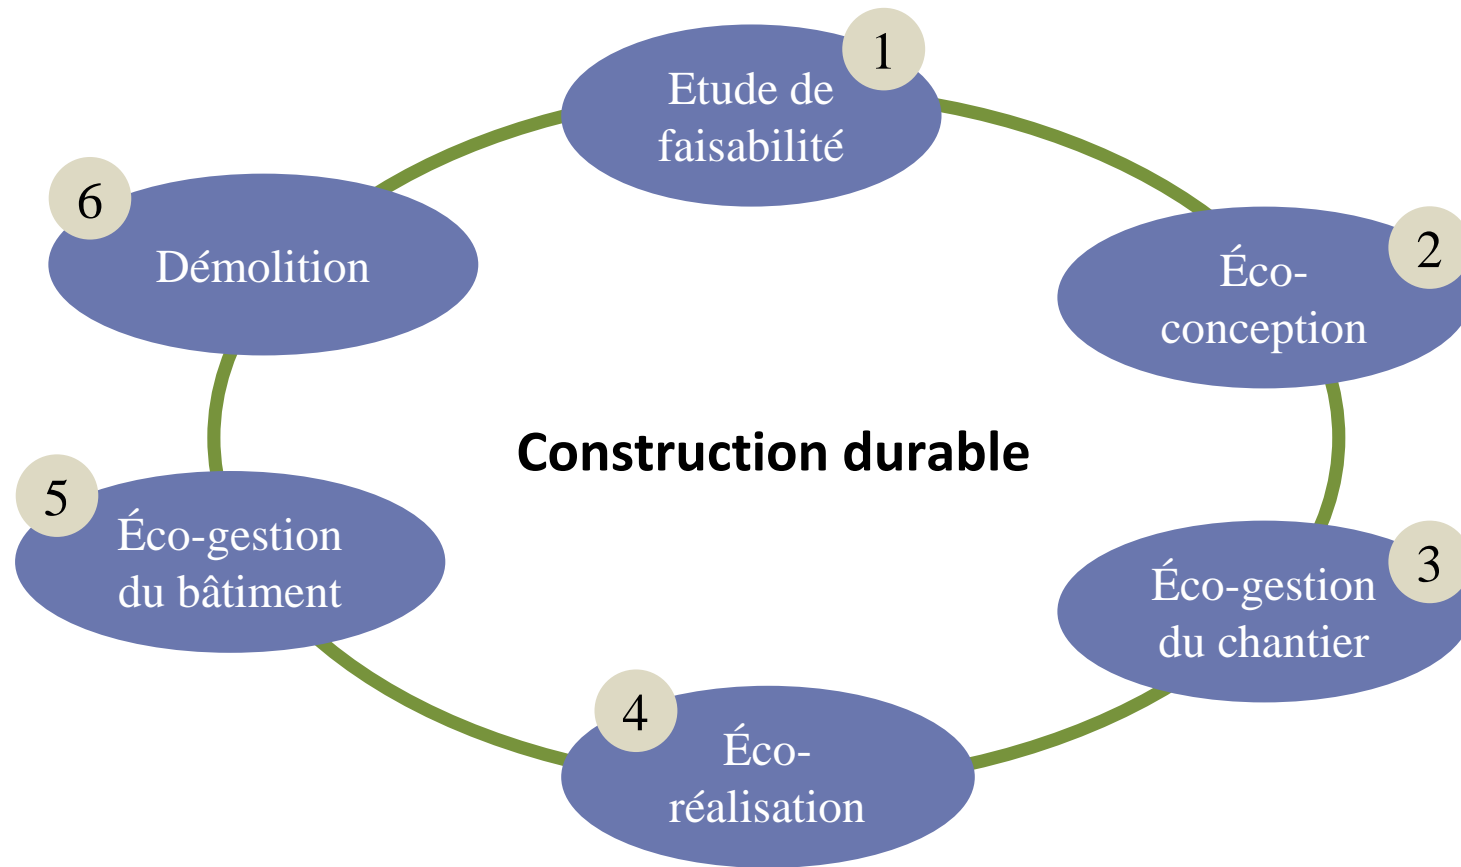 1
Etude de
faisabilité
2
Éco-
conception
3
Éco-gestion
du chantier
4
Éco-
réalisation
5
Éco-gestion
du bâtiment
6
Démolition
Construction durable